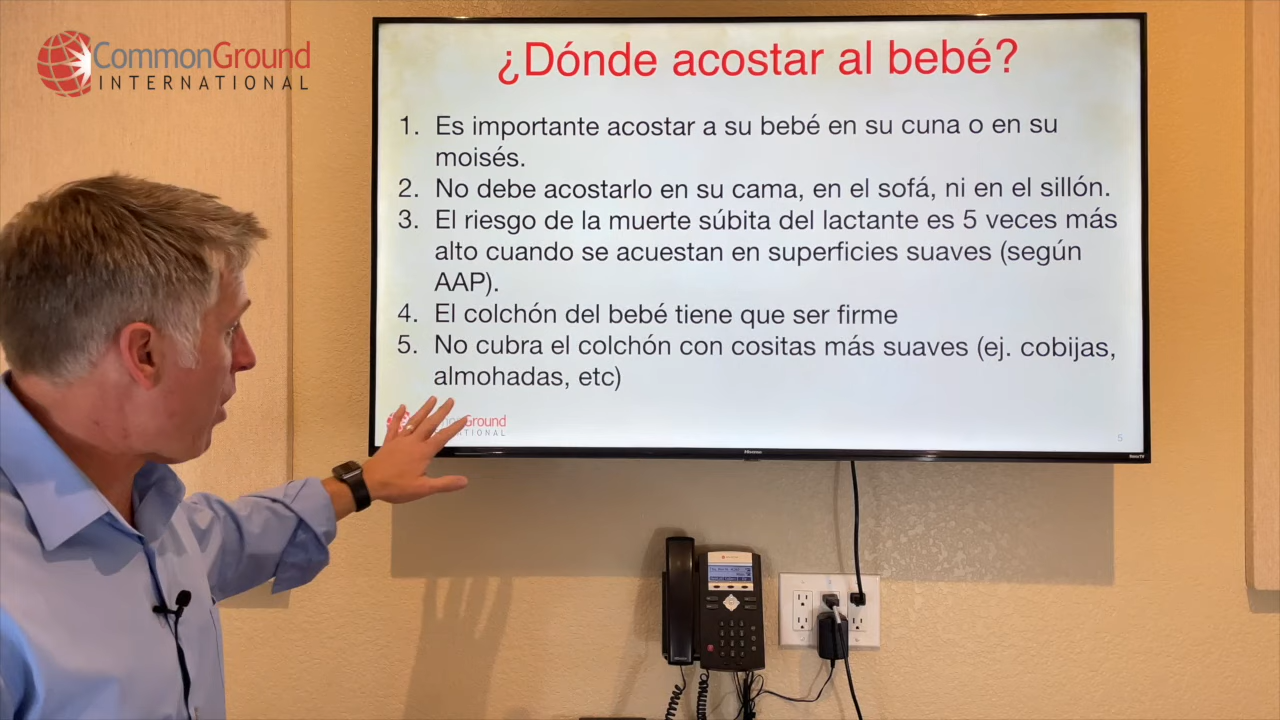 CommonGround
INTERNATIONAL
¿Dónde acostar al bebé?
1. Es importante acostar a su bebé en su cuna o en su
moisés.
2. No debe acostarlo en su cama, en el sofá, ni en el sillón.
3. El riesgo de la muerte súbita del lactante es 5 veces más
alto cuando se acuestan en superficies suaves (según
AAP).
4. El colchón del bebé tiene que ser firme
5. No cubra el colchón con cositas más suaves (ej. cobijas,
almohadas, etc)
Ground
5
Hisense